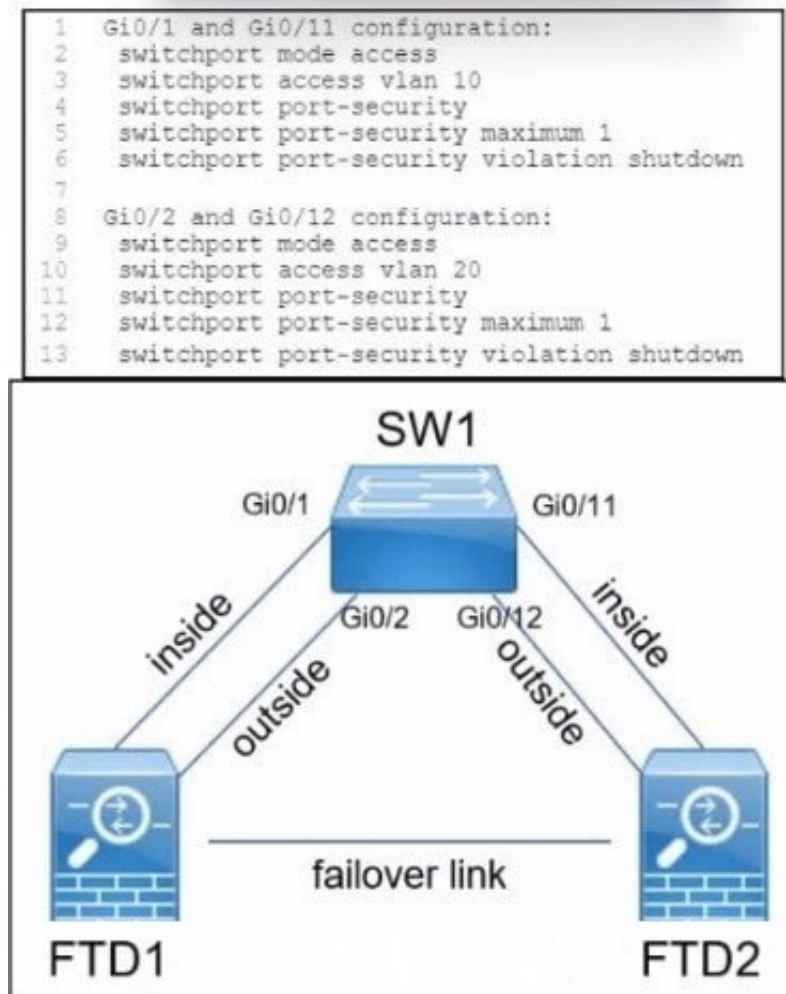 1 Gi0/1 and Gi0/11 configuration:
2 switchport mode access
3 switchport access vlan 10
4 switchport port-security
5 switchport port-security maximum 1
6 switchport port-security violation shutdown
7
8 Gi0/2 and Gi0/12 configuration:
9 switchport mode access
10 switchport access vlan 20
11 switchport port-security
12 switchport port-security maximum 1
13 switchport port-security violation shutdown
SW1
Gi0/1
Gi0/11
Gi0/2
Gi0/12
inside
outside
outside
inside
failover link
FTD1
FTD2